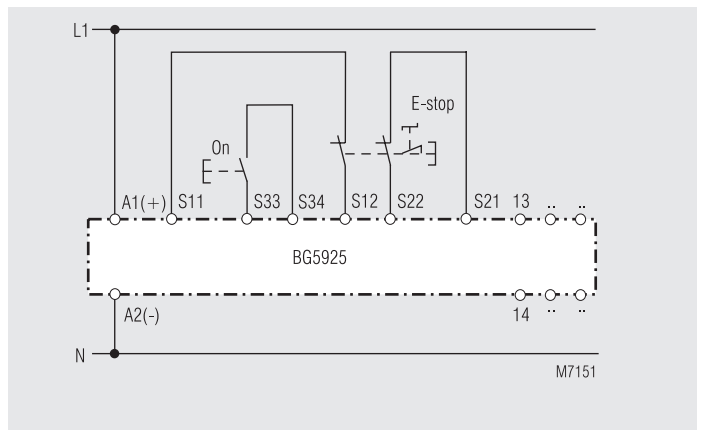 L1
E-stop
On
A1(+) S11 S33 S34 S12 S22 S21 13 .. ..
BG5925
A2(-) 14 .. ..
N
M7151